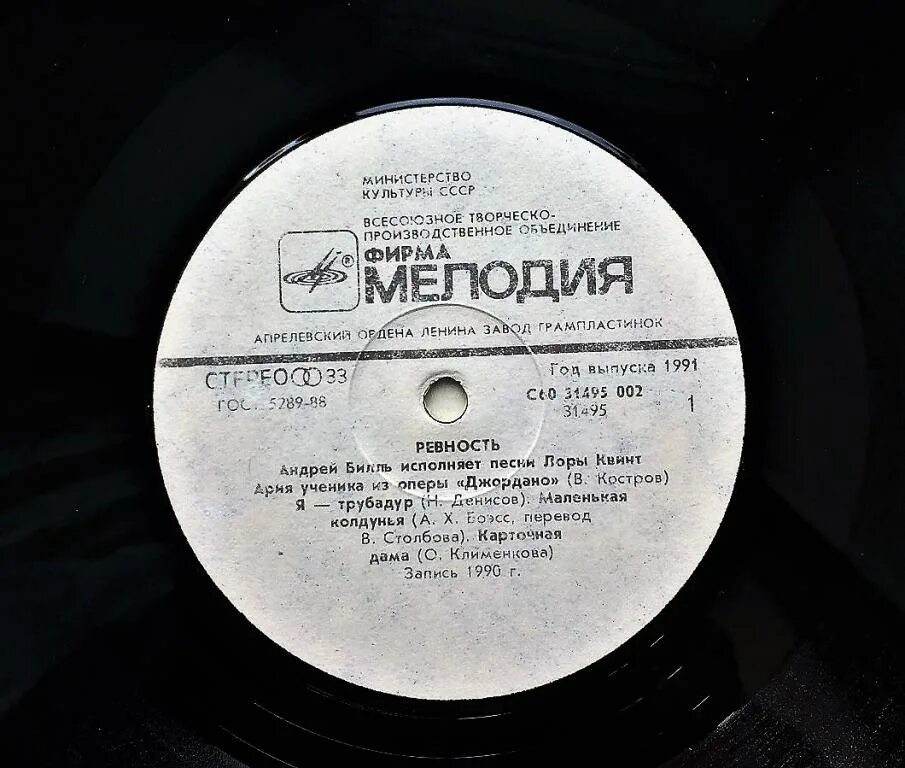 МИНИСТЕРСТВО
КУЛЬТУРЫ СССР
ВСЕСОЮЗНОЕ ТВОРЧЕСКО-
ПРОИЗВОДСТВЕННОЕ ОБЪЕДИНЕНИЕ
ФИРМА
® МЕЛОДИЯ
АПРЕЛЕВСКИЙ ОРДЕНА ЛЕНИНА ЗАВОД ГРАМПЛАСТИНОК
СТЕРЕО 33
Год выпуска 1991
ГОСТ 5289-88
С60 31495 002
31495
1
РЕВНОСТЬ
Андрей Билль исполняет песни Лоры Квинт
Ария ученика из оперы «Джордано» (В. Костров)
Я — трубадур (Н. Денисов). Маленькая
колдунья (А. Х. Боэсс, перевод
В. Столбова). Карточная
дама (О. Клименкова)
Запись 1990 г.